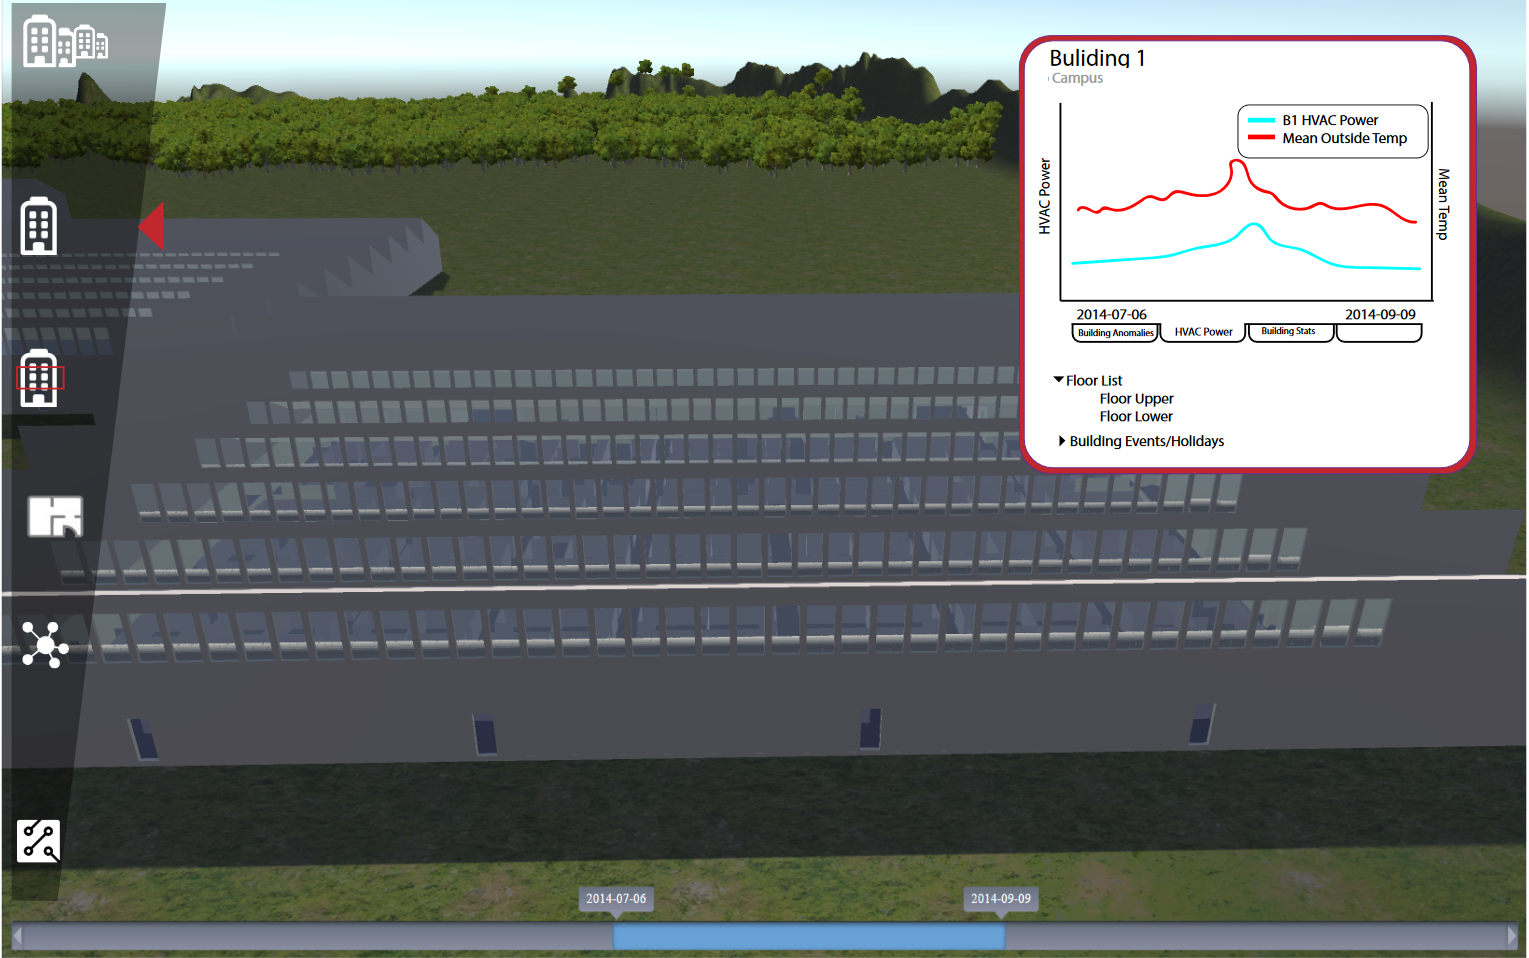 Buliding 1
Campus
B1 HVAC Power
Mean Outside Temp
HVAC Power
Mean Temp
2014-07-06
2014-09-09
Building Anomalies
HVAC Power
Building Stats
Floor List
Floor Upper
Floor Lower
Building Events/Holidays
2014-07-06
2014-09-09